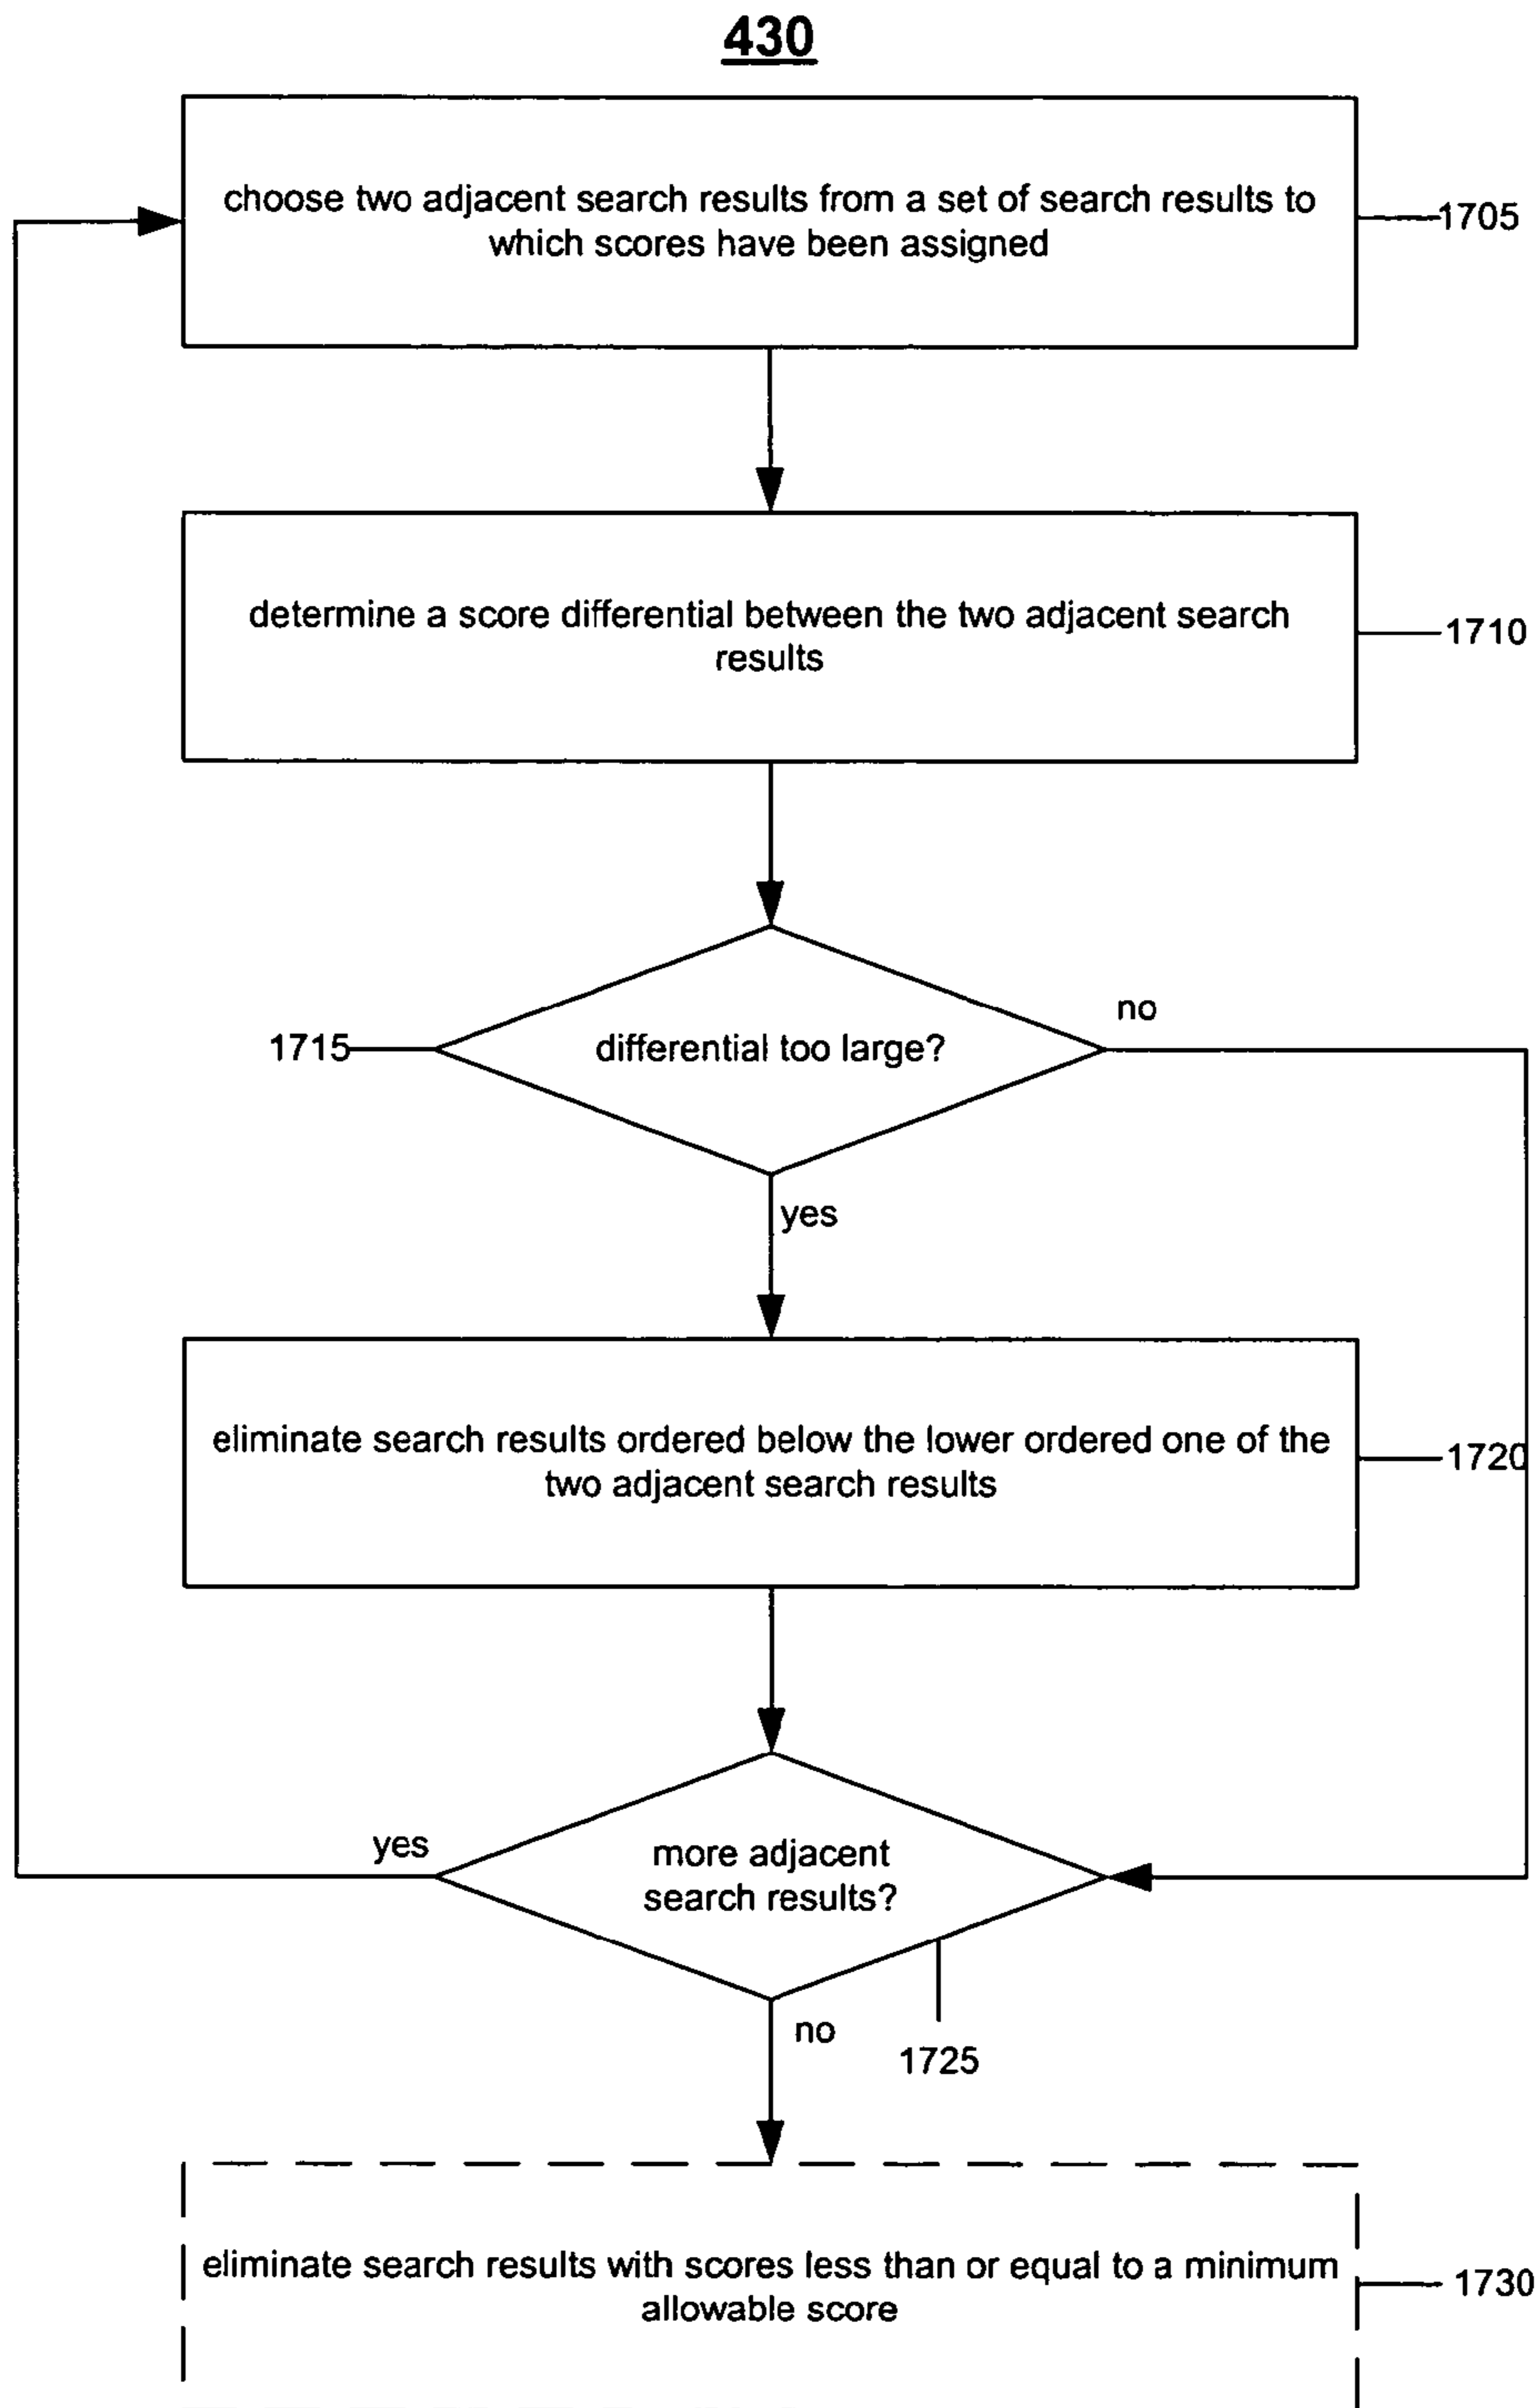 430
choose two adjacent search results from a set of search results to
which scores have been assigned
1705
determine a score differential between the two adjacent search
results
1710
no
1715
differential too large?
yes
eliminate search results ordered below the lower ordered one of the
two adjacent search results
1720
yes
more adjacent
search results?
no
1725
eliminate search results with scores less than or equal to a minimum
allowable score
1730